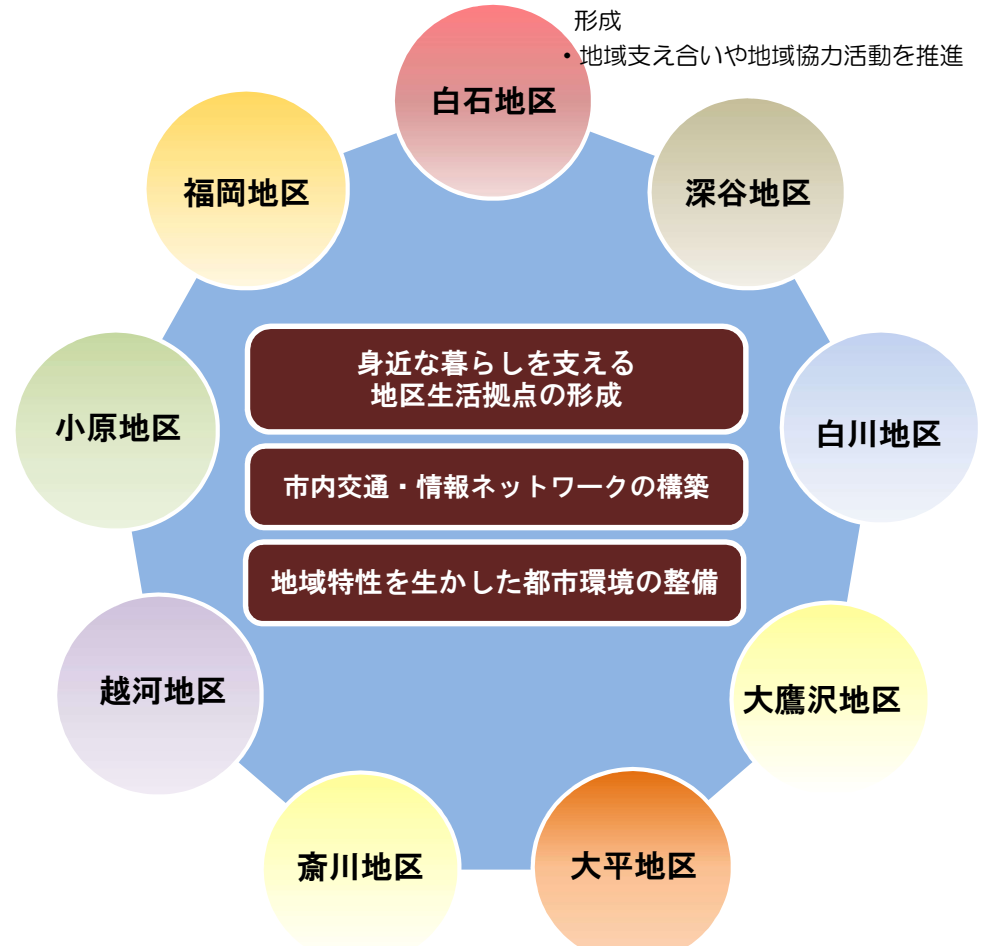 形成
・地域支え合いや地域協力活動を推進
白石地区
福岡地区
深谷地区
身近な暮らしを支える
地区生活拠点の形成
小原地区
白川地区
市内交通・情報ネットワークの構築
地域特性を生かした都市環境の整備
越河地区
大鷹沢地区
斎川地区
大平地区